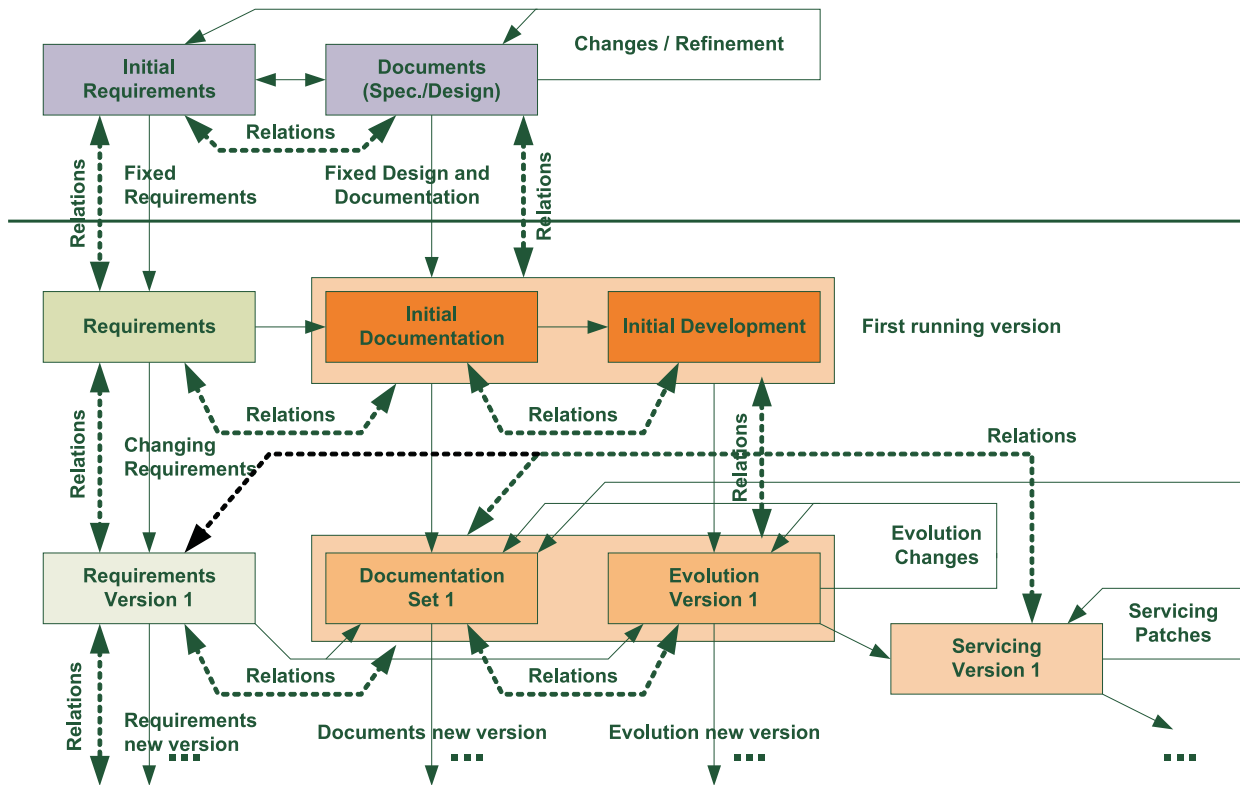 Changes / Refinement
Initial
Requirements
Documents
(Spec./Design)
Relations
Relations
Fixed
Requirements
Fixed Design and
Documentation
Relations
Requirements
Initial
Documentation
Initial Development
First running version
Relations
Relations
Relations
Changing
Requirements
Relations
Relations
Evolution
Changes
Requirements
Version 1
Documentation
Set 1
Evolution
Version 1
Servicing
Patches
Servicing
Version 1
Relations
Relations
Relations
Requirements
new version
Documents new version
Evolution new version